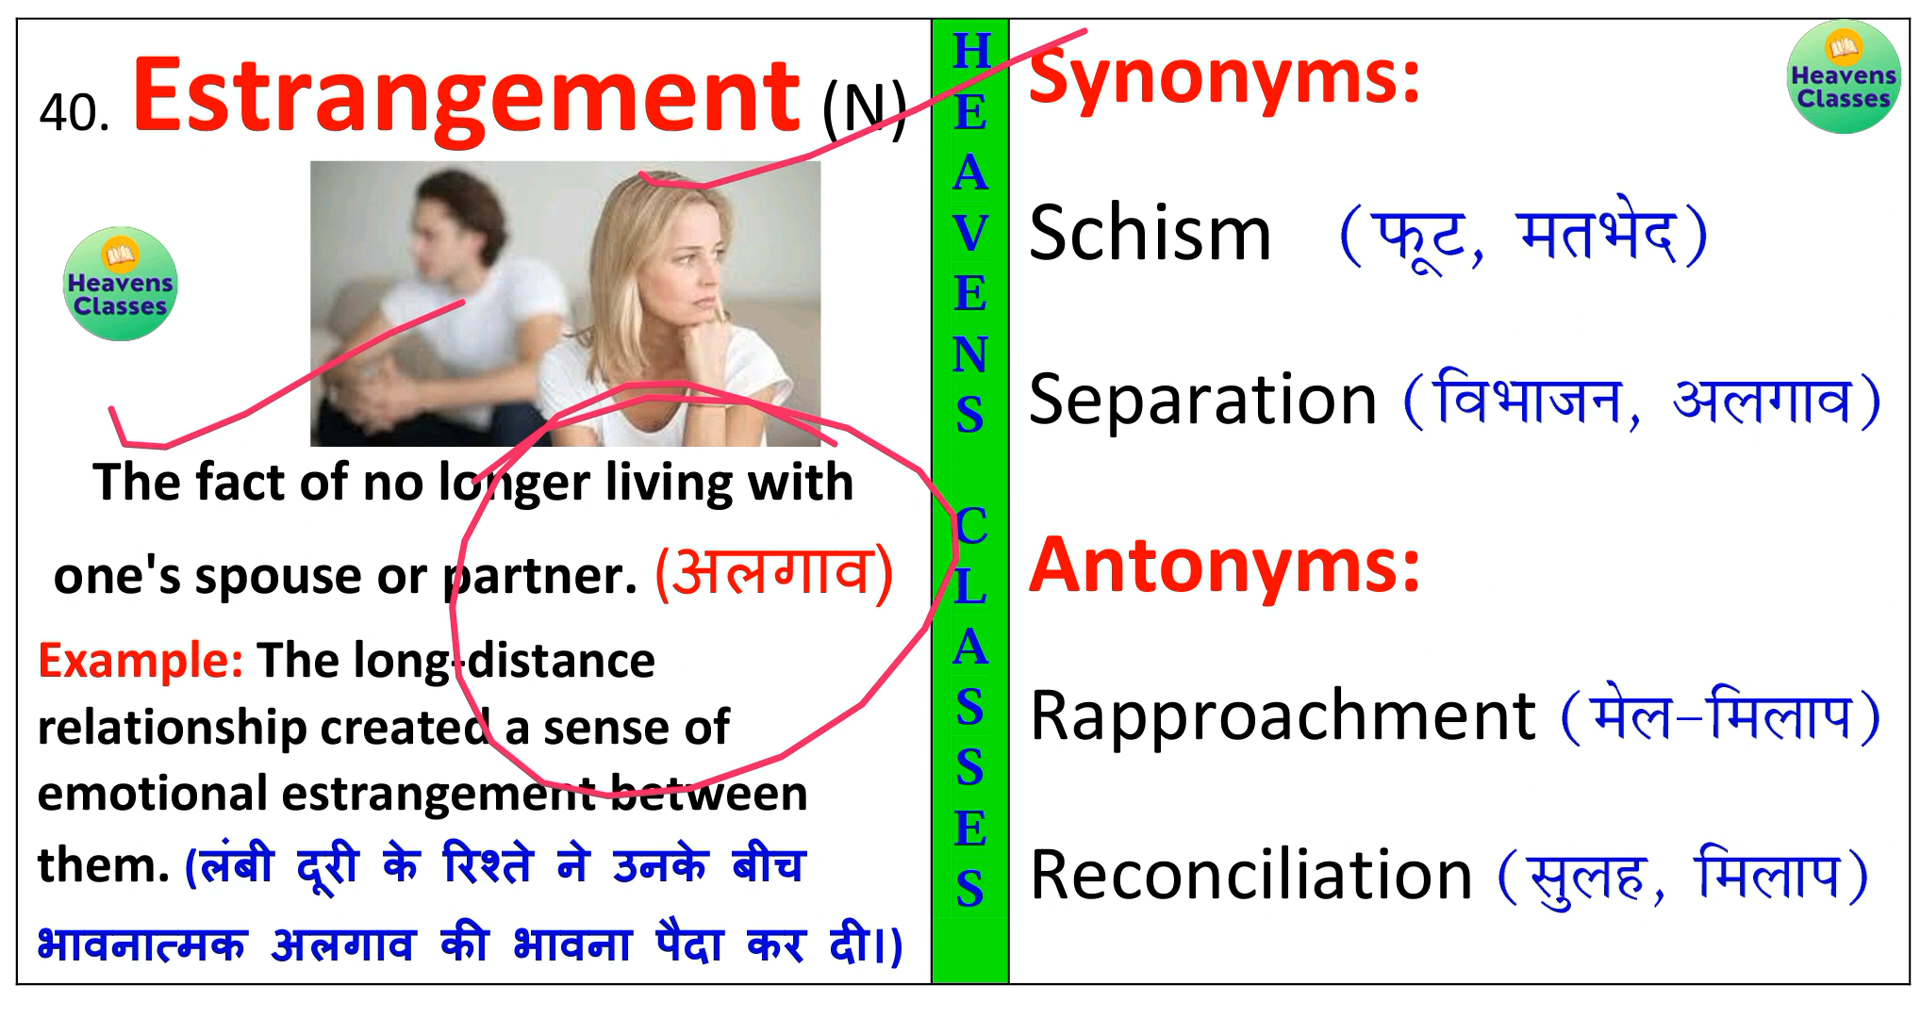 40. Estrangement (N)
Heavens
Classes
The fact of no longer living with
one's spouse or partner. (अलगाव)
Example: The long-distance
relationship created a sense of
emotional estrangement between
them. (लंबी दूरी के रिश्ते ने उनके बीच
भावनात्मक अलगाव की भावना पैदा कर दी।)
HEAVENS CLASSES
Synonyms:
Heavens
Classes
Schism (फूट, मतभेद)
Separation (विभाजन, अलगाव)
Antonyms:
Rapproachment (मेल-मिलाप)
Reconciliation (सुलह, मिलाप)